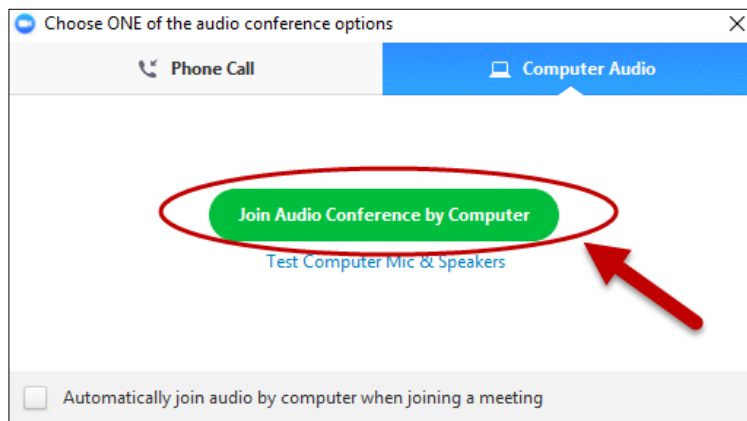 Choose ONE of the audio conference options
Phone Call
Computer Audio
Join Audio Conference by Computer
Test Computer Mic & Speakers
Automatically join audio by computer when joining a meeting